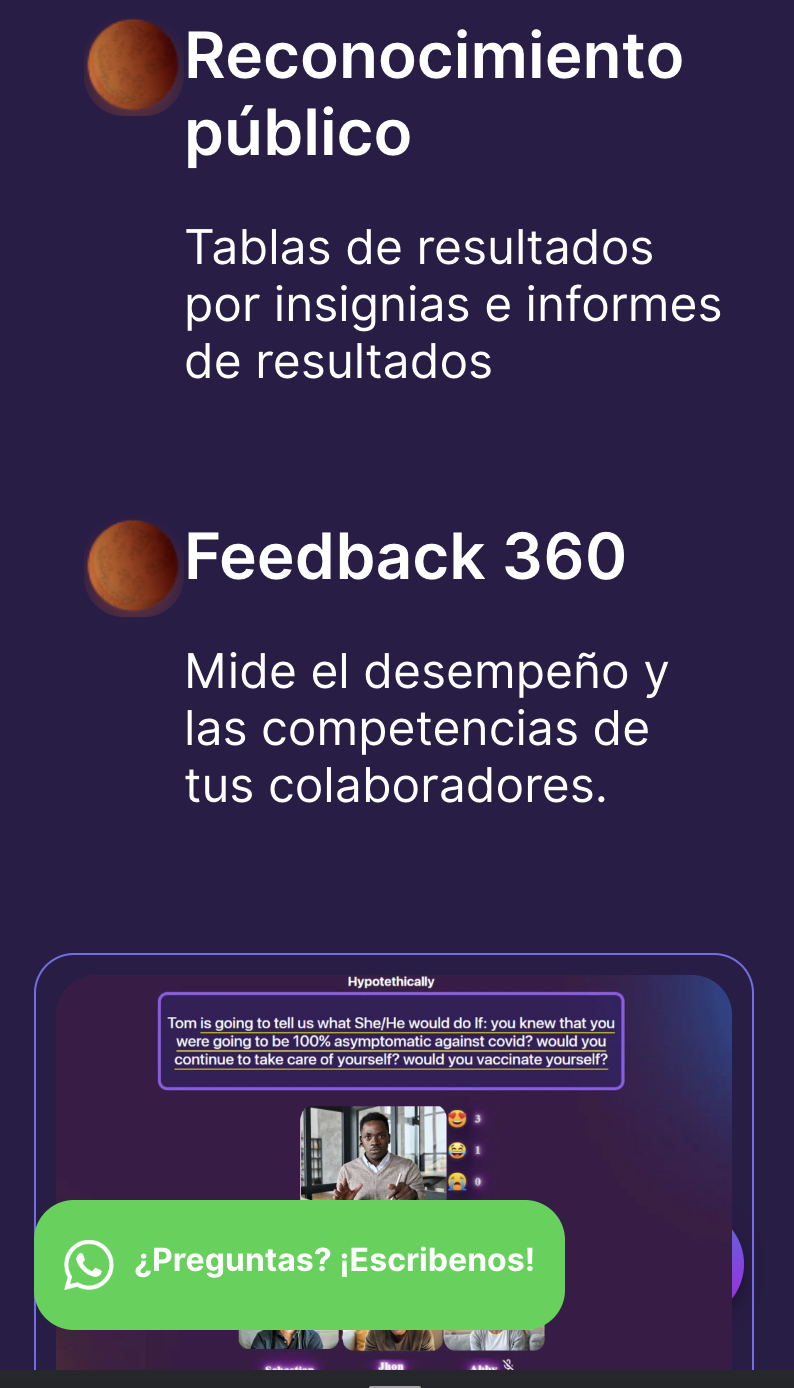 Reconocimiento
público
Tablas de resultados
por insignias e informes
de resultados
Feedback 360
Mide el desempeño y
las competencias de
tus colaboradores.
Hypotethically
Tom is going to tell us what She/He would do If: you knew that you
were going to be 100% asymptomatic against covid? would you
continue to take care of yourself? would you vaccinate yourself?
3
1
0
¿Preguntas? ¡Escribenos!
Sebastian Jhon Abby